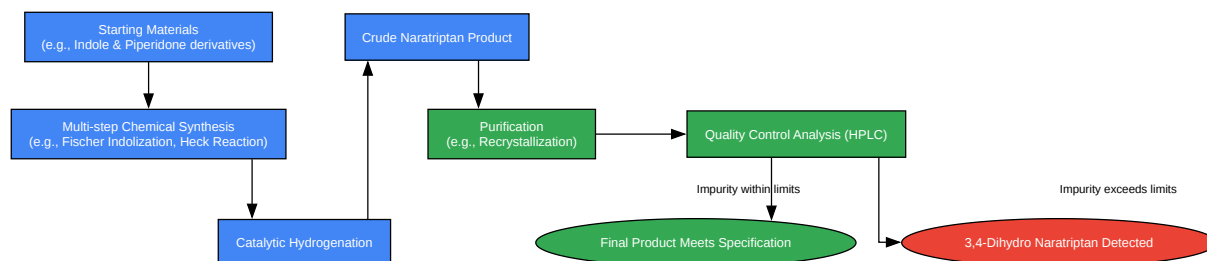 Starting Materials
(e.g., Indole & Piperidone derivatives)
Crude Naratriptan Product
Multi-step Chemical Synthesis
(e.g., Fischer Indolization, Heck Reaction)
Purification
(e.g., Recrystallization)
Quality Control Analysis (HPLC)
Impurity within limits
Impurity exceeds limits
Catalytic Hydrogenation
Final Product Meets Specification
3,4-Dihydro Naratriptan Detected